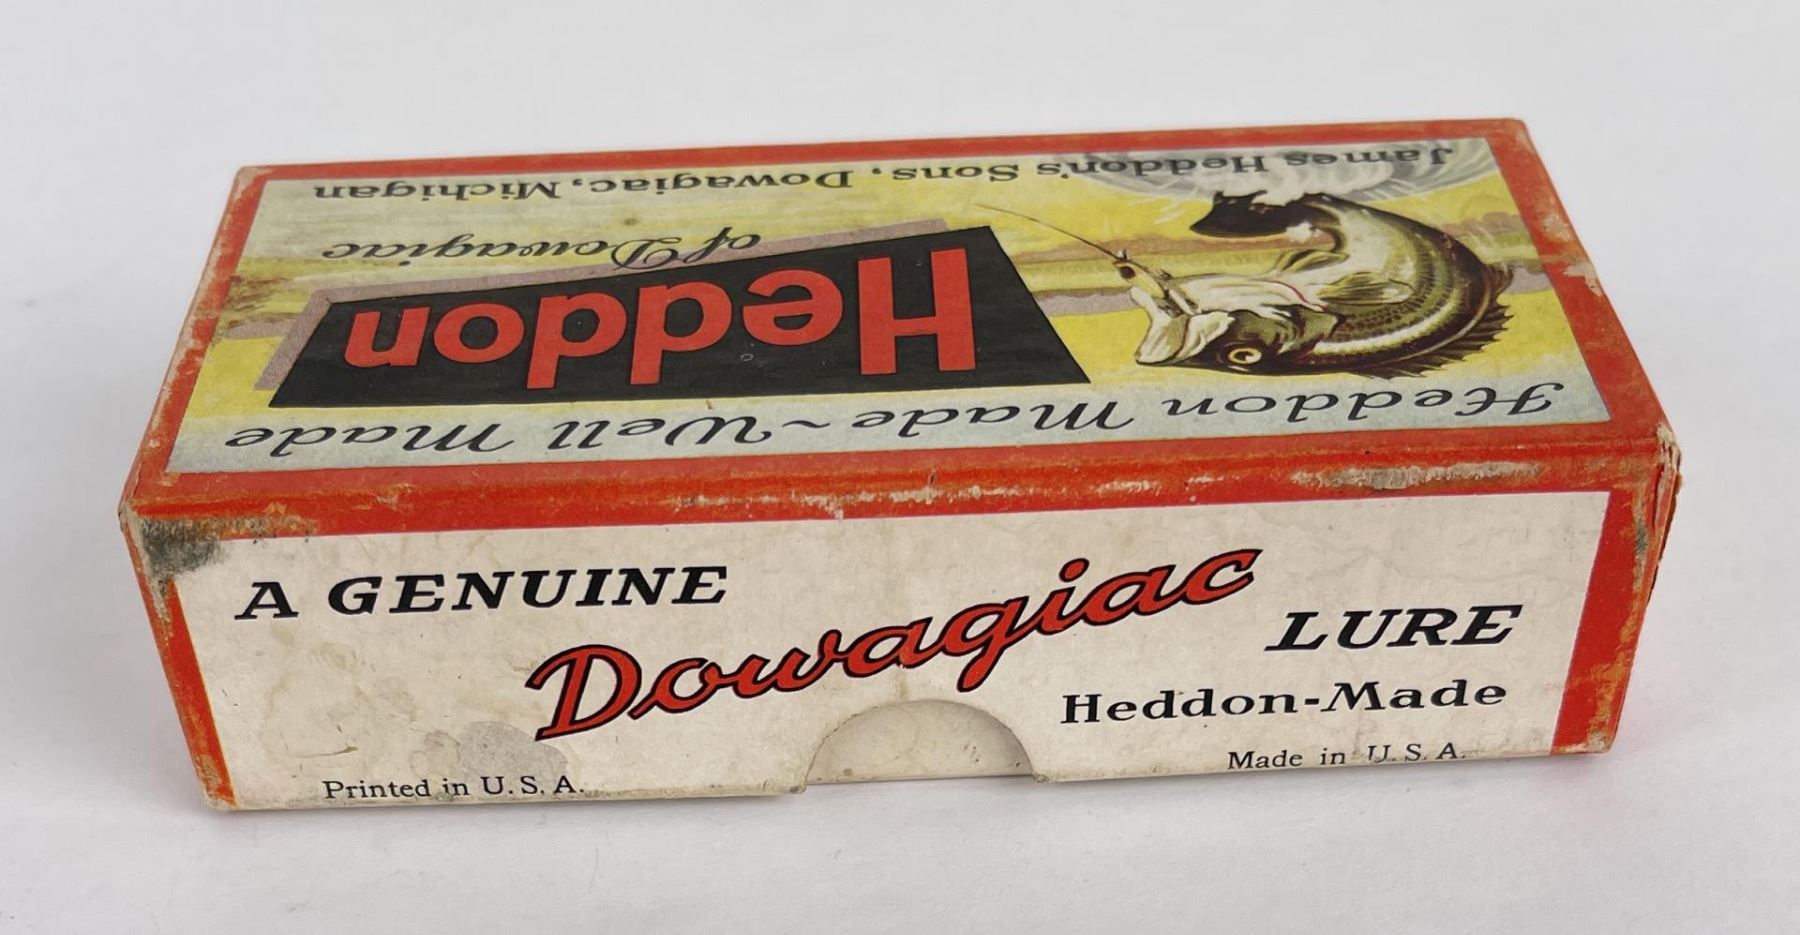 Heddon Made ~ Well Made
Heddon
of Dowagiac
James Heddon's Sons, Dowagiac, Michigan
A GENUINE
Dowagiac
LURE
Heddon-Made
Printed in U.S.A.
Made in U.S.A.